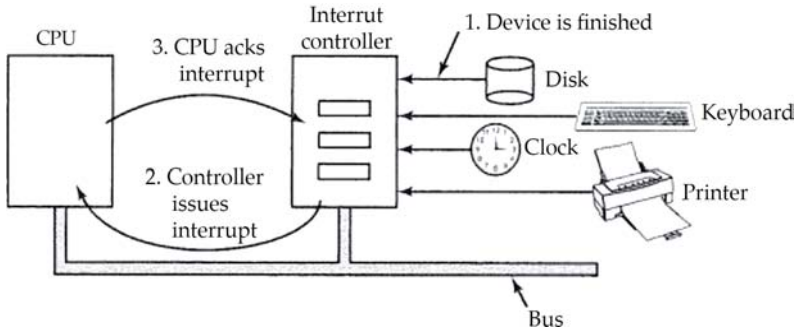 CPU
3. CPU acks
interrupt
Interrut
controller
1. Device is finished
Disk
Keyboard
Clock
Printer
2. Controller
issues
interrupt
Bus